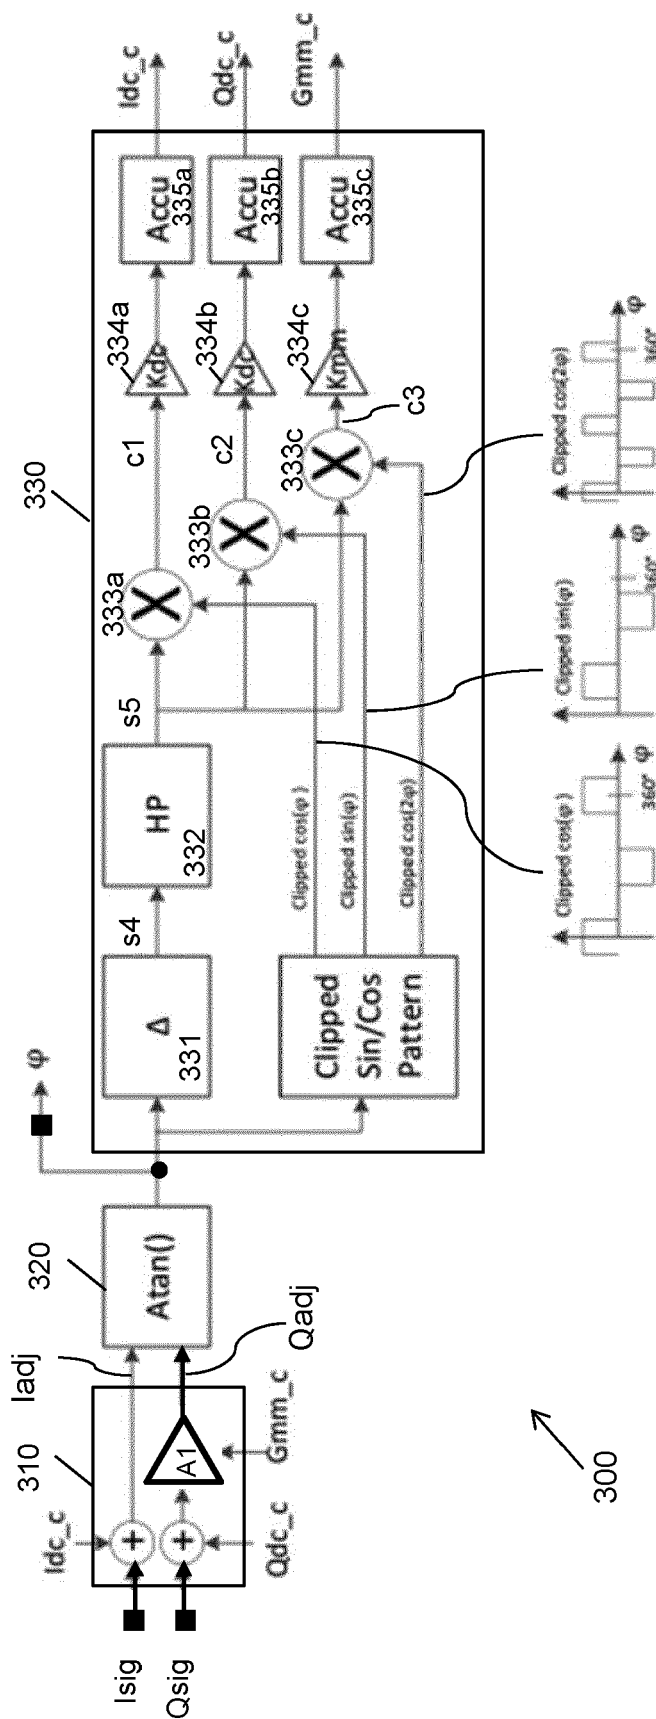 Isig
Qsig
Idc_c
310
Qdc_c
A1
Gmm_c
Iadj
Qadj
320
Atan()
φ
330
Δ
331
s4
HP
332
s5
Clipped
Sin/Cos
Pattern
Clipped cos(φ)
Clipped sin(φ)
Clipped cos(2φ)
333a
333b
333c
c1
c2
c3
334a
Kdc
334b
Kdc
334c
Kmm
Accu
335a
Accu
335b
Accu
335c
Idc_c
Qdc_c
Gmm_c
Clipped cos(φ)
φ
360°
Clipped sin(φ)
φ
360°
Clipped cos(2φ)
φ
360°
300